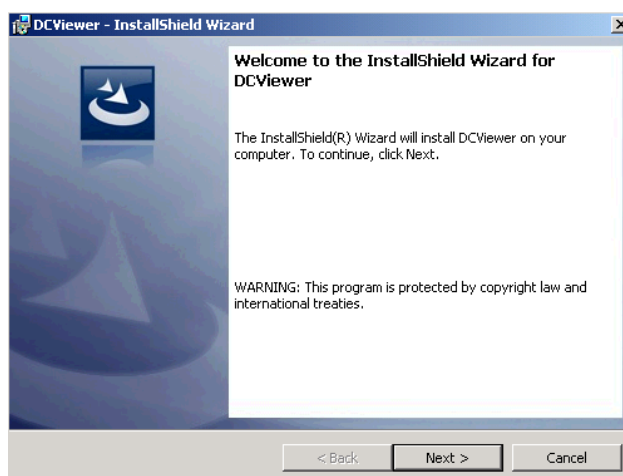 DCViewer - InstallShield Wizard
Welcome to the InstallShield Wizard for
DCViewer
The InstallShield(R) Wizard will install DCViewer on your
computer. To continue, click Next.
WARNING: This program is protected by copyright law and
international treaties.
< Back
Next >
Cancel